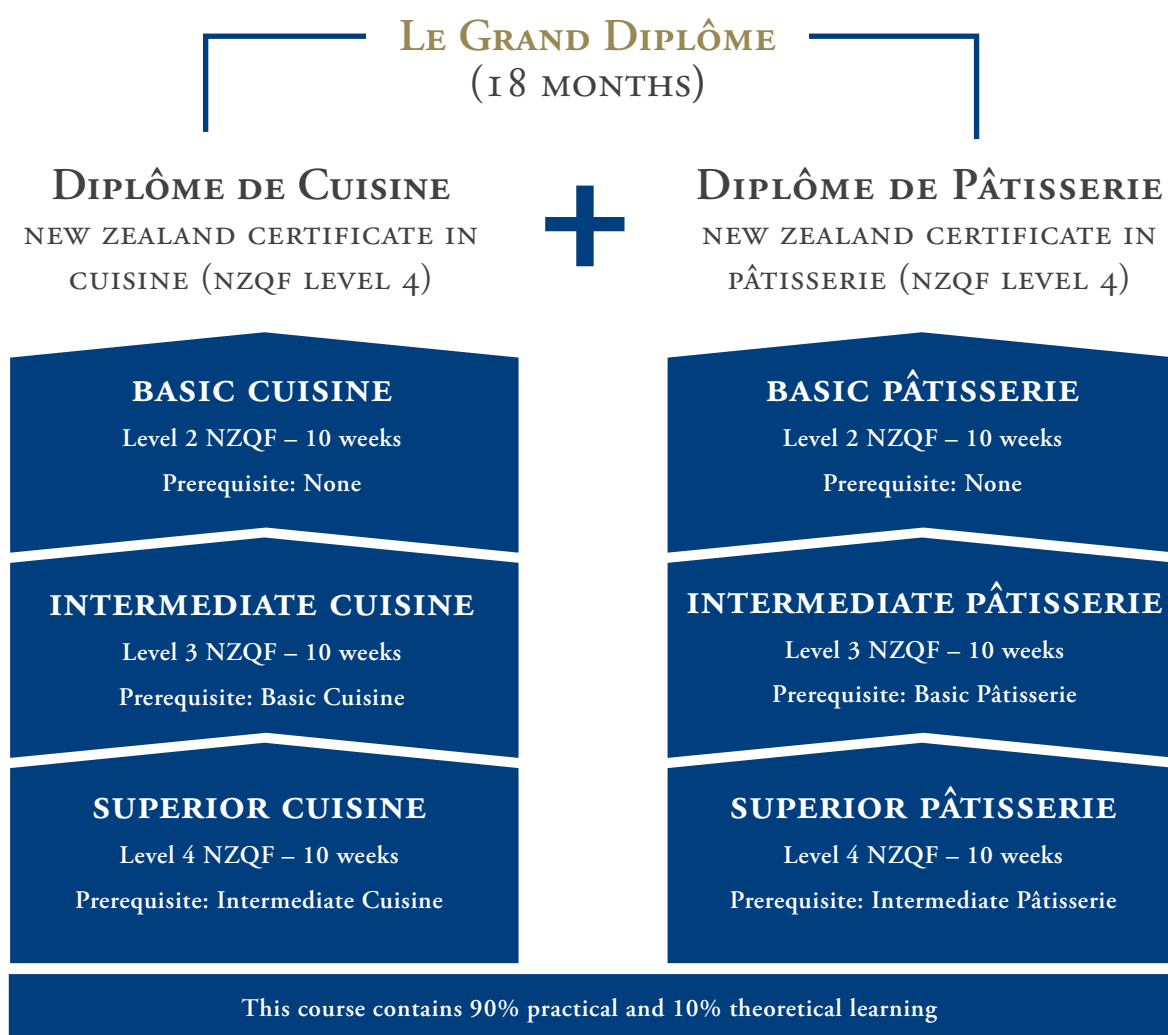 Le Grand Diplôme
(18 months)
Diplôme de Cuisine
new zealand certificate in
cuisine (nzqf level 4)
+
Diplôme de Pâtisserie
new zealand certificate in
pâtisserie (nzqf level 4)
basic cuisine
Level 2 NZQF – 10 weeks
Prerequisite: None
intermediate cuisine
Level 3 NZQF – 10 weeks
Prerequisite: Basic Cuisine
superior cuisine
Level 4 NZQF – 10 weeks
Prerequisite: Intermediate Cuisine
basic pâtisserie
Level 2 NZQF – 10 weeks
Prerequisite: None
intermediate pâtisserie
Level 3 NZQF – 10 weeks
Prerequisite: Basic Pâtisserie
superior pâtisserie
Level 4 NZQF – 10 weeks
Prerequisite: Intermediate Pâtisserie
This course contains 90% practical and 10% theoretical learning